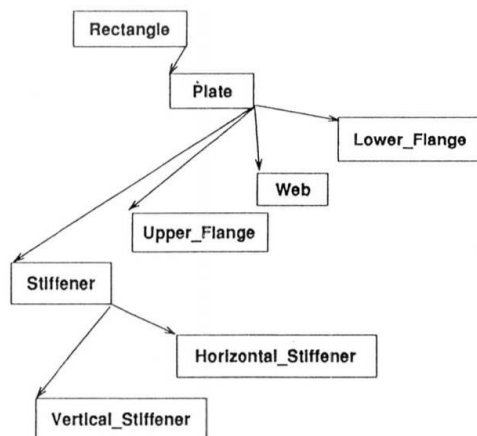 Rectangle
Plate
Lower_Flange
Web
Upper_Flange
Stiffener
Horizontal_Stiffener
Vertical_Stiffener